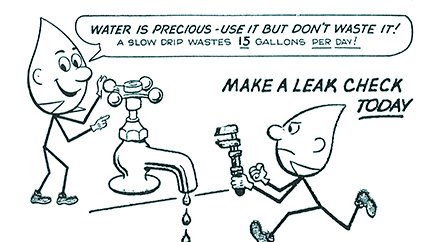 WATER IS PRECIOUS - USE IT BUT DON'T WASTE IT!
A SLOW DRIP WASTES 15 GALLONS PER DAY!
MAKE A LEAK CHECK
TODAY